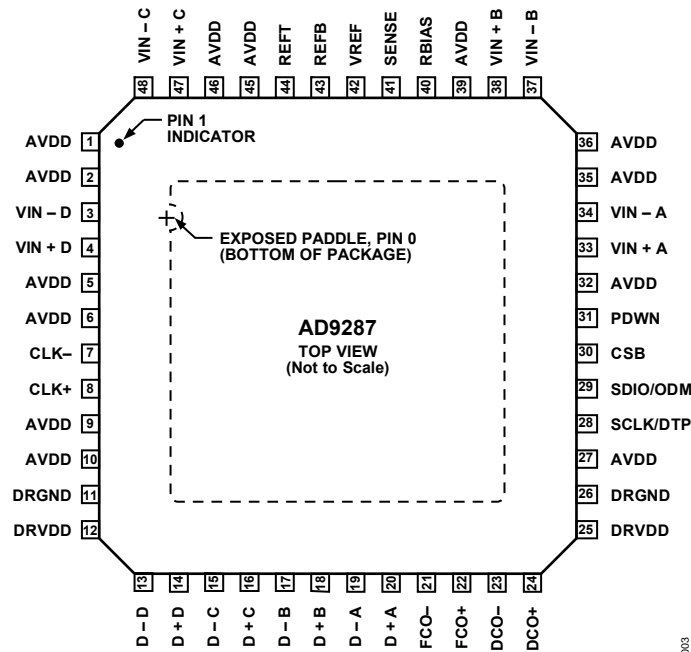 VIN – C
VIN + C
AVDD
AVDD
REFT
REFB
VREF
SENSE
RBIAS
AVDD
VIN + B
VIN – B
48
47
46
45
44
43
42
41
40
39
38
37
PIN 1
INDICATOR
AVDD 1
AVDD 2
VIN – D 3
VIN + D 4
AVDD 5
AVDD 6
CLK– 7
CLK+ 8
AVDD 9
AVDD 10
DRGND 11
DRVDD 12
EXPOSED PADDLE, PIN 0
(BOTTOM OF PACKAGE)
AD9287
TOP VIEW
(Not to Scale)
36 AVDD
35 AVDD
34 VIN – A
33 VIN + A
32 AVDD
31 PDWN
30 CSB
29 SDIO/ODM
28 SCLK/DTP
27 AVDD
26 DRGND
25 DRVDD
13
14
15
16
17
18
19
20
21
22
23
24
D – D
D + D
D – C
D + C
D – B
D + B
D – A
D + A
FCO–
FCO+
DCO–
DCO+